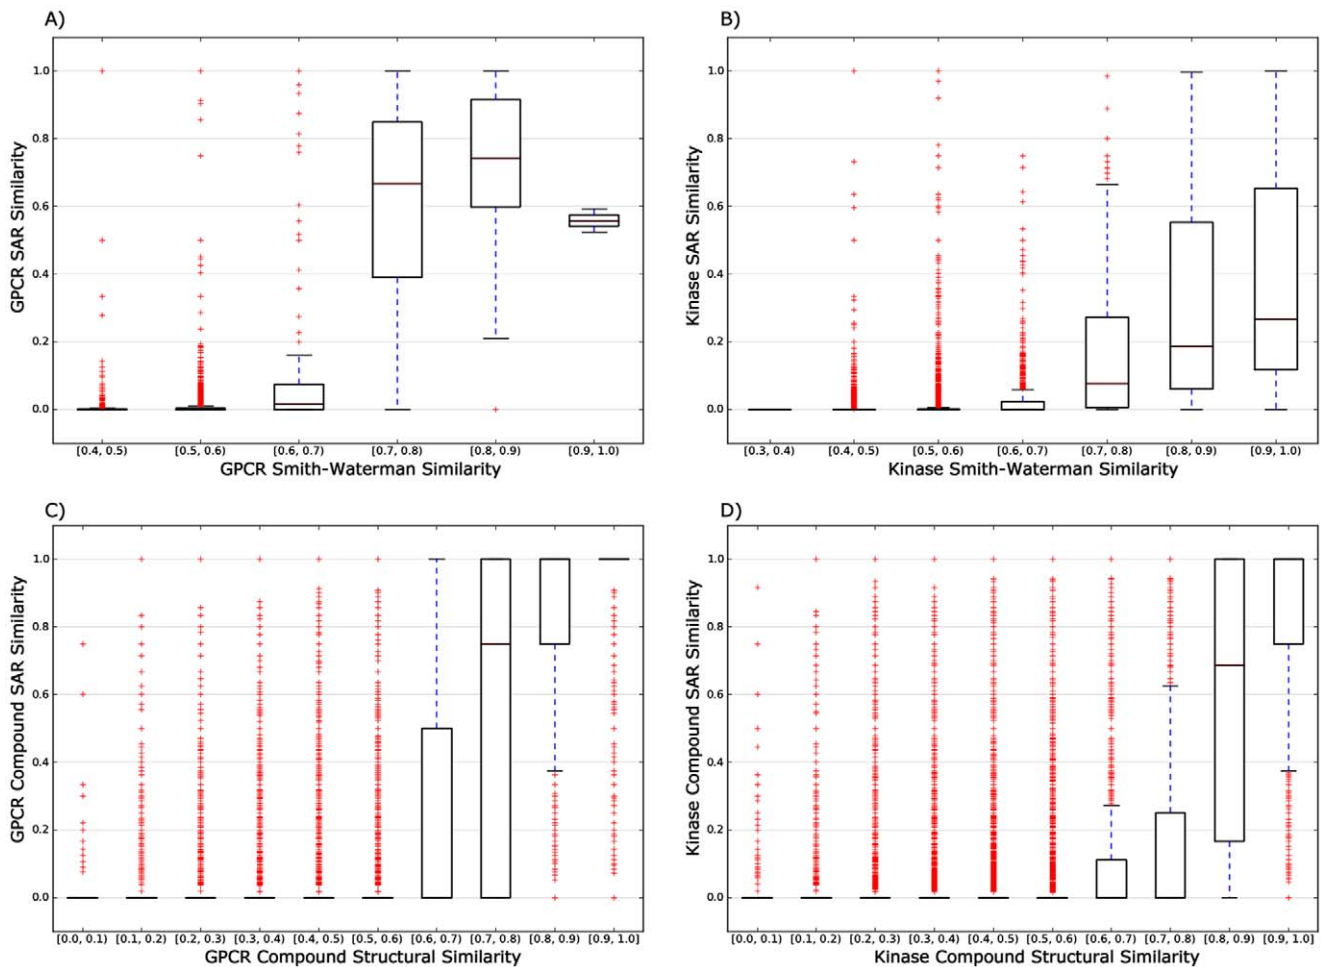 A)
GPCR SAR Similarity
1.0
0.8
0.6
0.4
0.2
0.0
[0.4, 0.5) [0.5, 0.6) [0.6, 0.7) [0.7, 0.8) [0.8, 0.9) [0.9, 1.0)
GPCR Smith-Waterman Similarity
B)
Kinase SAR Similarity
1.0
0.8
0.6
0.4
0.2
0.0
[0.3, 0.4) [0.4, 0.5) [0.5, 0.6) [0.6, 0.7) [0.7, 0.8) [0.8, 0.9) [0.9, 1.0)
Kinase Smith-Waterman Similarity
C)
GPCR Compound SAR Similarity
1.0
0.8
0.6
0.4
0.2
0.0
[0.0, 0.1) [0.1, 0.2) [0.2, 0.3) [0.3, 0.4) [0.4, 0.5) [0.5, 0.6) [0.6, 0.7) [0.7, 0.8) [0.8, 0.9) [0.9, 1.0]
GPCR Compound Structural Similarity
D)
Kinase Compound SAR Similarity
1.0
0.8
0.6
0.4
0.2
0.0
[0.0, 0.1) [0.1, 0.2) [0.2, 0.3) [0.3, 0.4) [0.4, 0.5) [0.5, 0.6) [0.6, 0.7) [0.7, 0.8) [0.8, 0.9) [0.9, 1.0]
Kinase Compound Structural Similarity